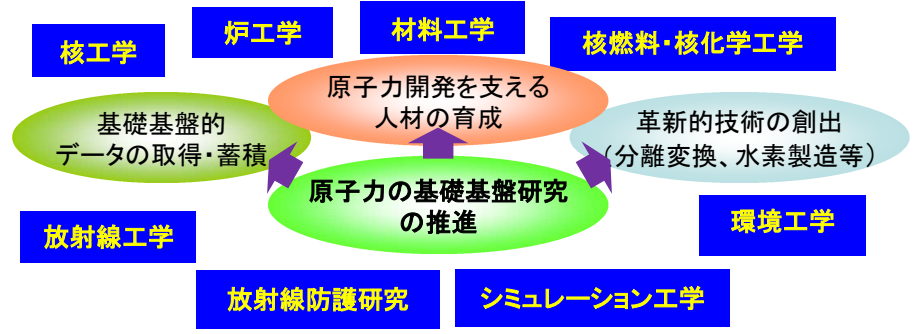 核工学
炉工学
材料工学
核燃料・核化学工学
原子力開発を支える
人材の育成
基礎基盤的
データの取得・蓄積
革新的技術の創出
（分離変換、水素製造等）
原子力の基礎基盤研究
の推進
放射線工学
環境工学
放射線防護研究
シミュレーション工学